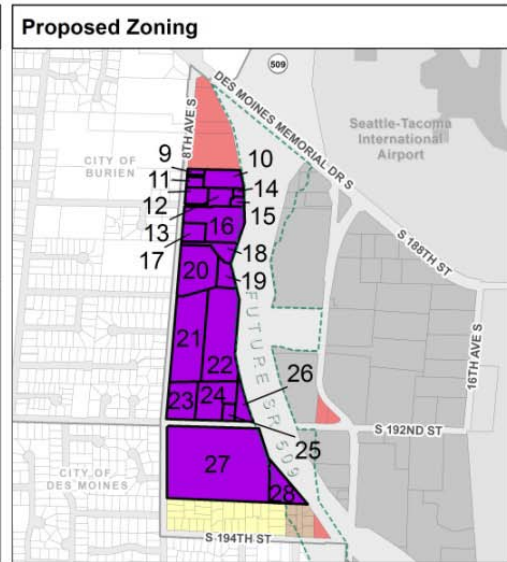 Proposed Zoning
509
DES MOINES MEMORIAL DR S
8TH AVE S
Seattle-Tacoma
International
Airport
CITY OF
BURIEN
9
10
11
14
12
15
16
13
17
18
S 188TH ST
20
19
21
22
FUTURE SR 509
16TH AVE S
26
23
24
25
S 192ND ST
27
28
CITY OF
DES MOINES
S 194TH ST